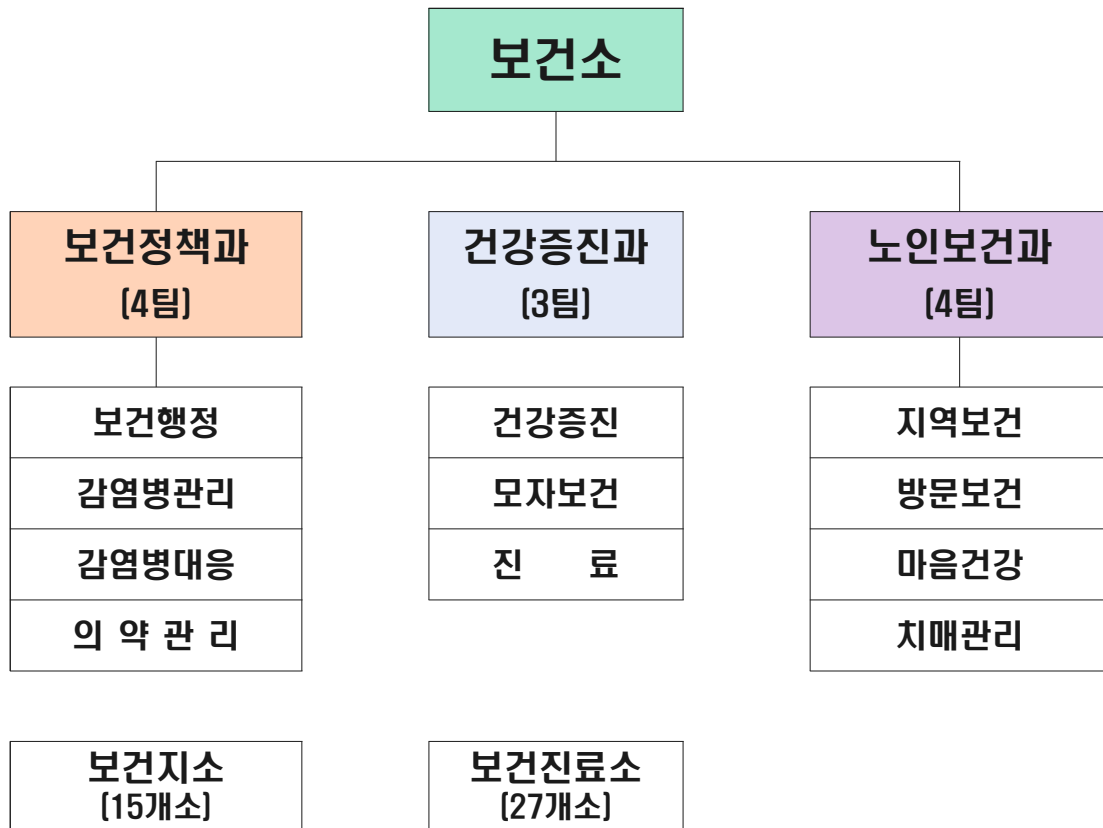 보건소
보건정책과
(4팀)
건강증진과
(3팀)
노인보건과
(4팀)
보건행정
감염병관리
감염병대응
의 약 관 리
건강증진
모자보건
진 료
지역보건
방문보건
마음건강
치매관리
보건지소
(15개소)
보건진료소
(27개소)